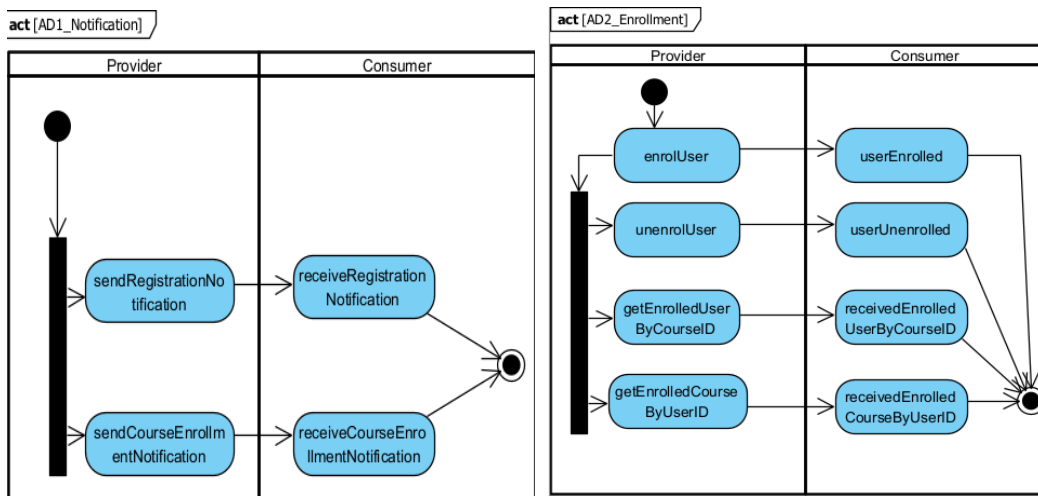 act [AD1_Notification]
Provider
Consumer
sendRegistrationNo
tification
receiveRegistration
Notification
sendCourseEnrollm
entNotification
receiveCourseEnro
llmentNotification
act [AD2_Enrollment]
Provider
Consumer
enrolUser
userEnrolled
unenrolUser
userUnenrolled
getEnrolledUser
ByCourseID
receivedEnrolled
UserByCourseID
getEnrolledCourse
ByUserID
receivedEnrolled
CourseByUserID